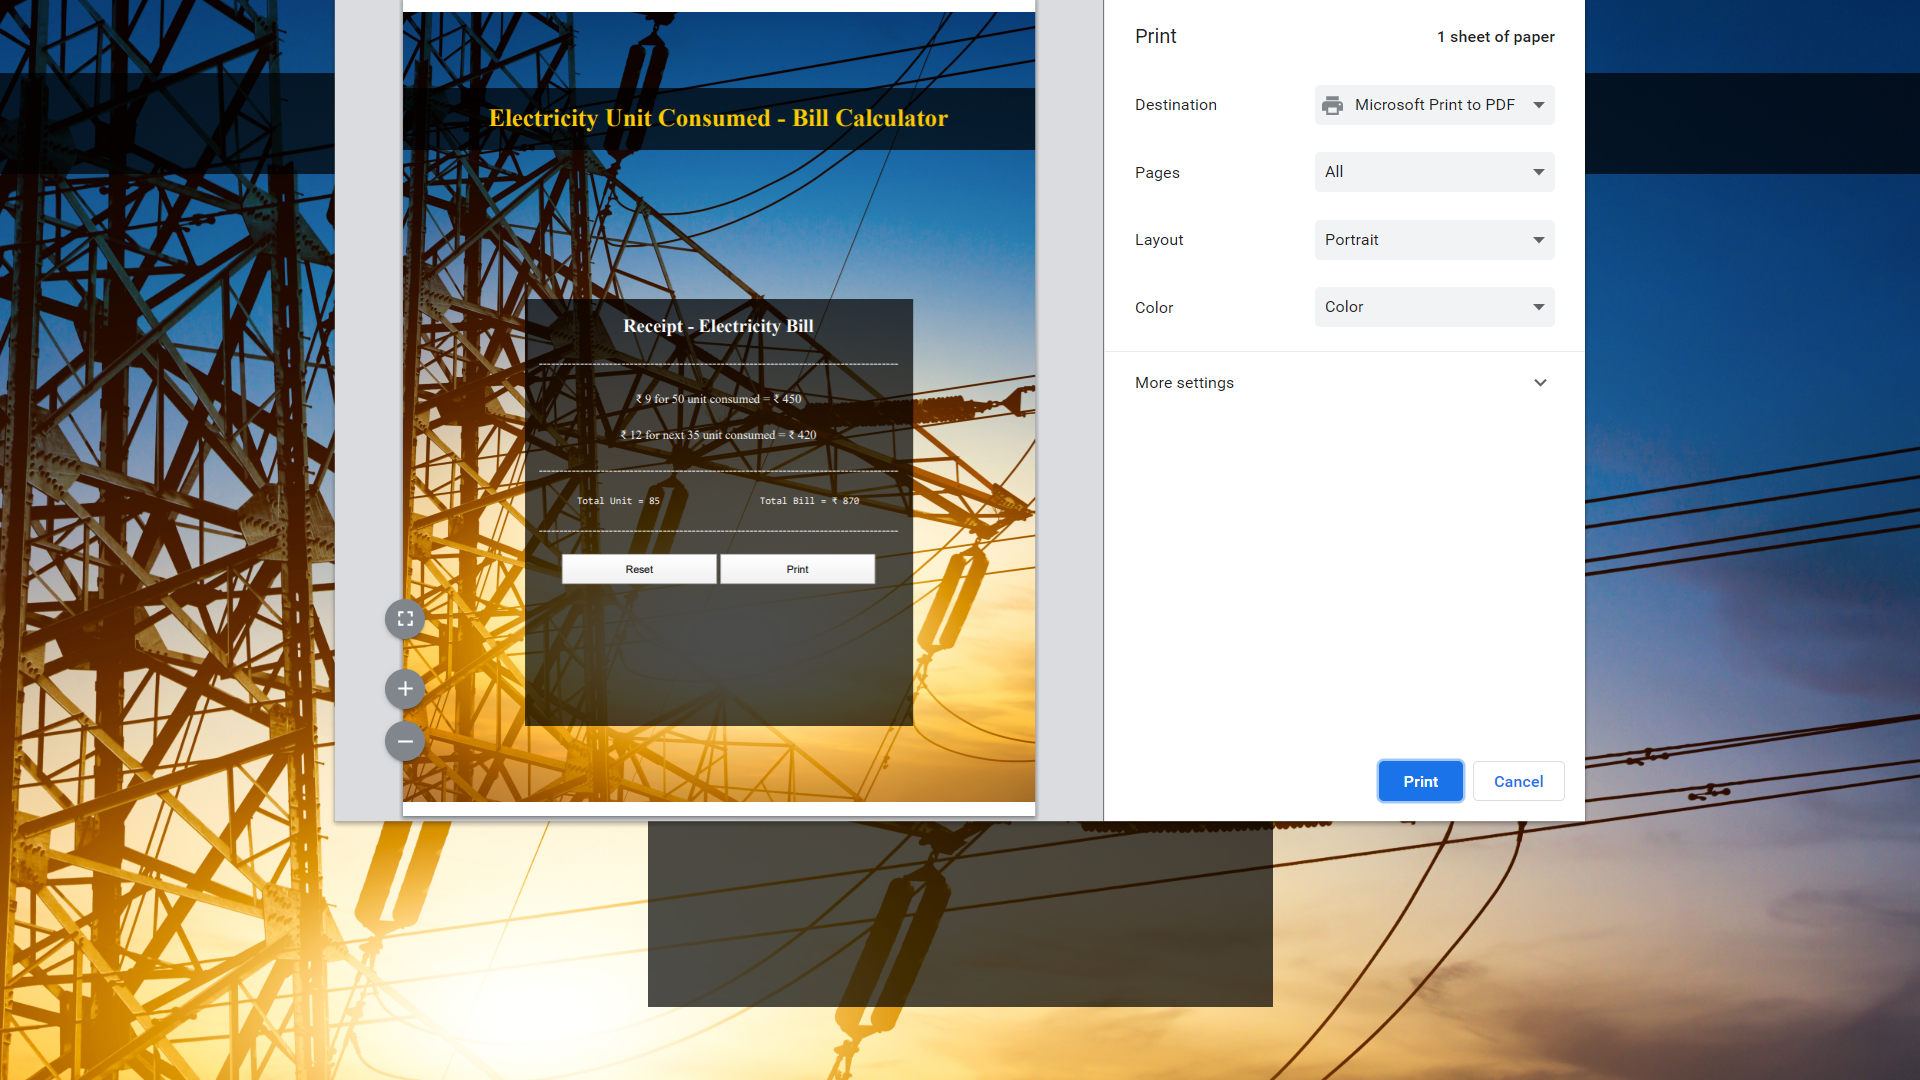 Electricity Unit Consumed - Bill Calculator
Receipt - Electricity Bill
₹ 9 for 50 unit consumed = ₹ 450
₹ 12 for next 35 unit consumed = ₹ 420
Total Unit = 85 Total Bill = ₹ 870
Reset Print
Print 1 sheet of paper
Destination Microsoft Print to PDF
Pages All
Layout Portrait
Color Color
More settings
Print Cancel